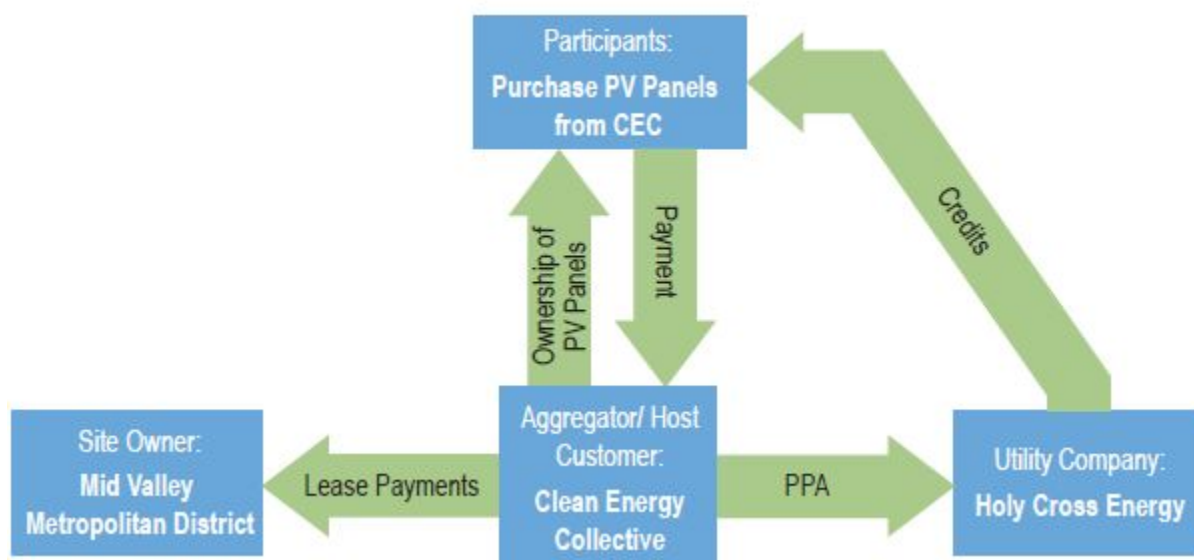 Participants:
Purchase PV Panels
from CEC
Ownership of
PV Panels
Payment
Credits
Site Owner:
Mid Valley
Metropolitan District
Lease Payments
Aggregator/ Host
Customer:
Clean Energy
Collective
PPA
Utility Company:
Holy Cross Energy